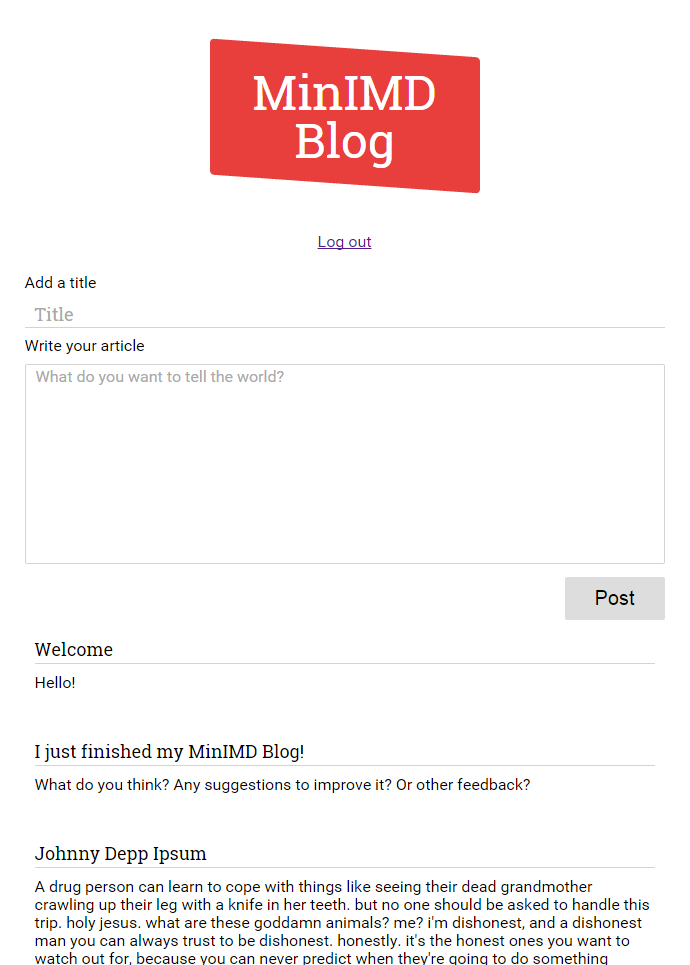 MinIMD
Blog
Log out
Add a title
Title
Write your article
What do you want to tell the world?
Post
Welcome
Hello!
I just finished my MinIMD Blog!
What do you think? Any suggestions to improve it? Or other feedback?
Johnny Depp Ipsum
A drug person can learn to cope with things like seeing their dead grandmother
crawling up their leg with a knife in her teeth. but no one should be asked to handle this
trip. holy jesus. what are these goddamn animals? me? i'm dishonest, and a dishonest
man you can always trust to be dishonest. honestly. it's the honest ones you want to
watch out for, because you can never predict when they're going to do something